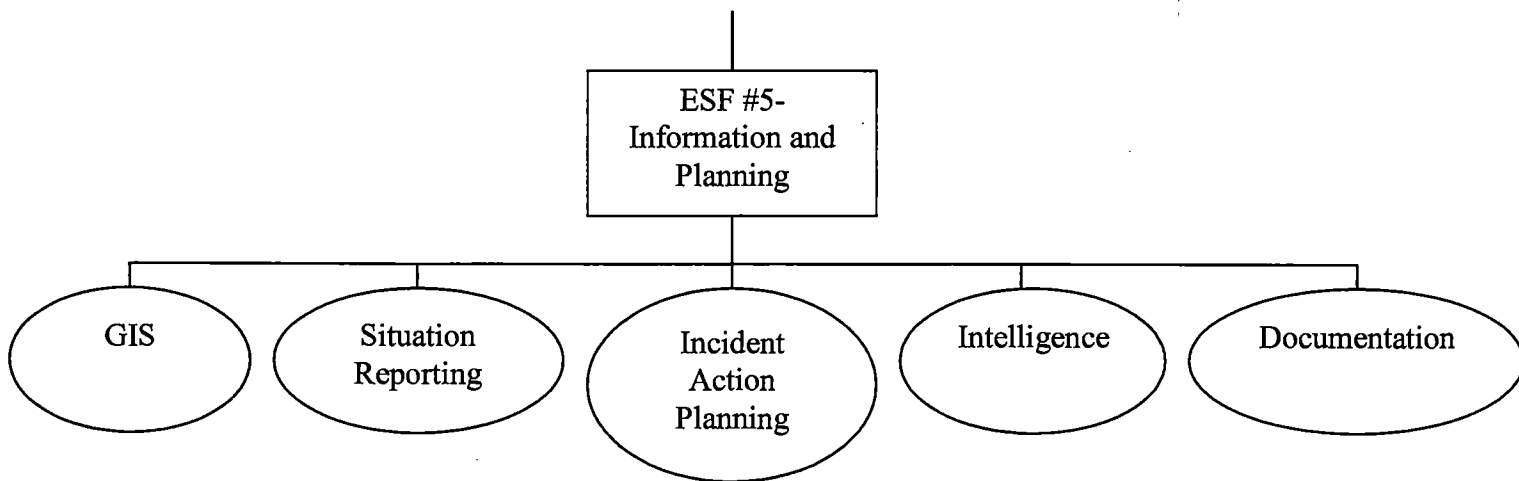 ESF #5-
Information and
Planning
GIS
Situation
Reporting
Incident
Action
Planning
Intelligence
Documentation